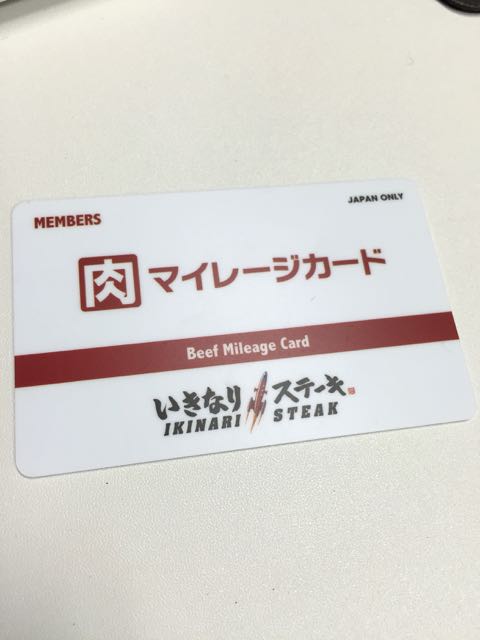 MEMBERS
JAPAN ONLY
肉マイレージカード
Beef Mileage Card
いきなりステーキ
IKINARI STEAK